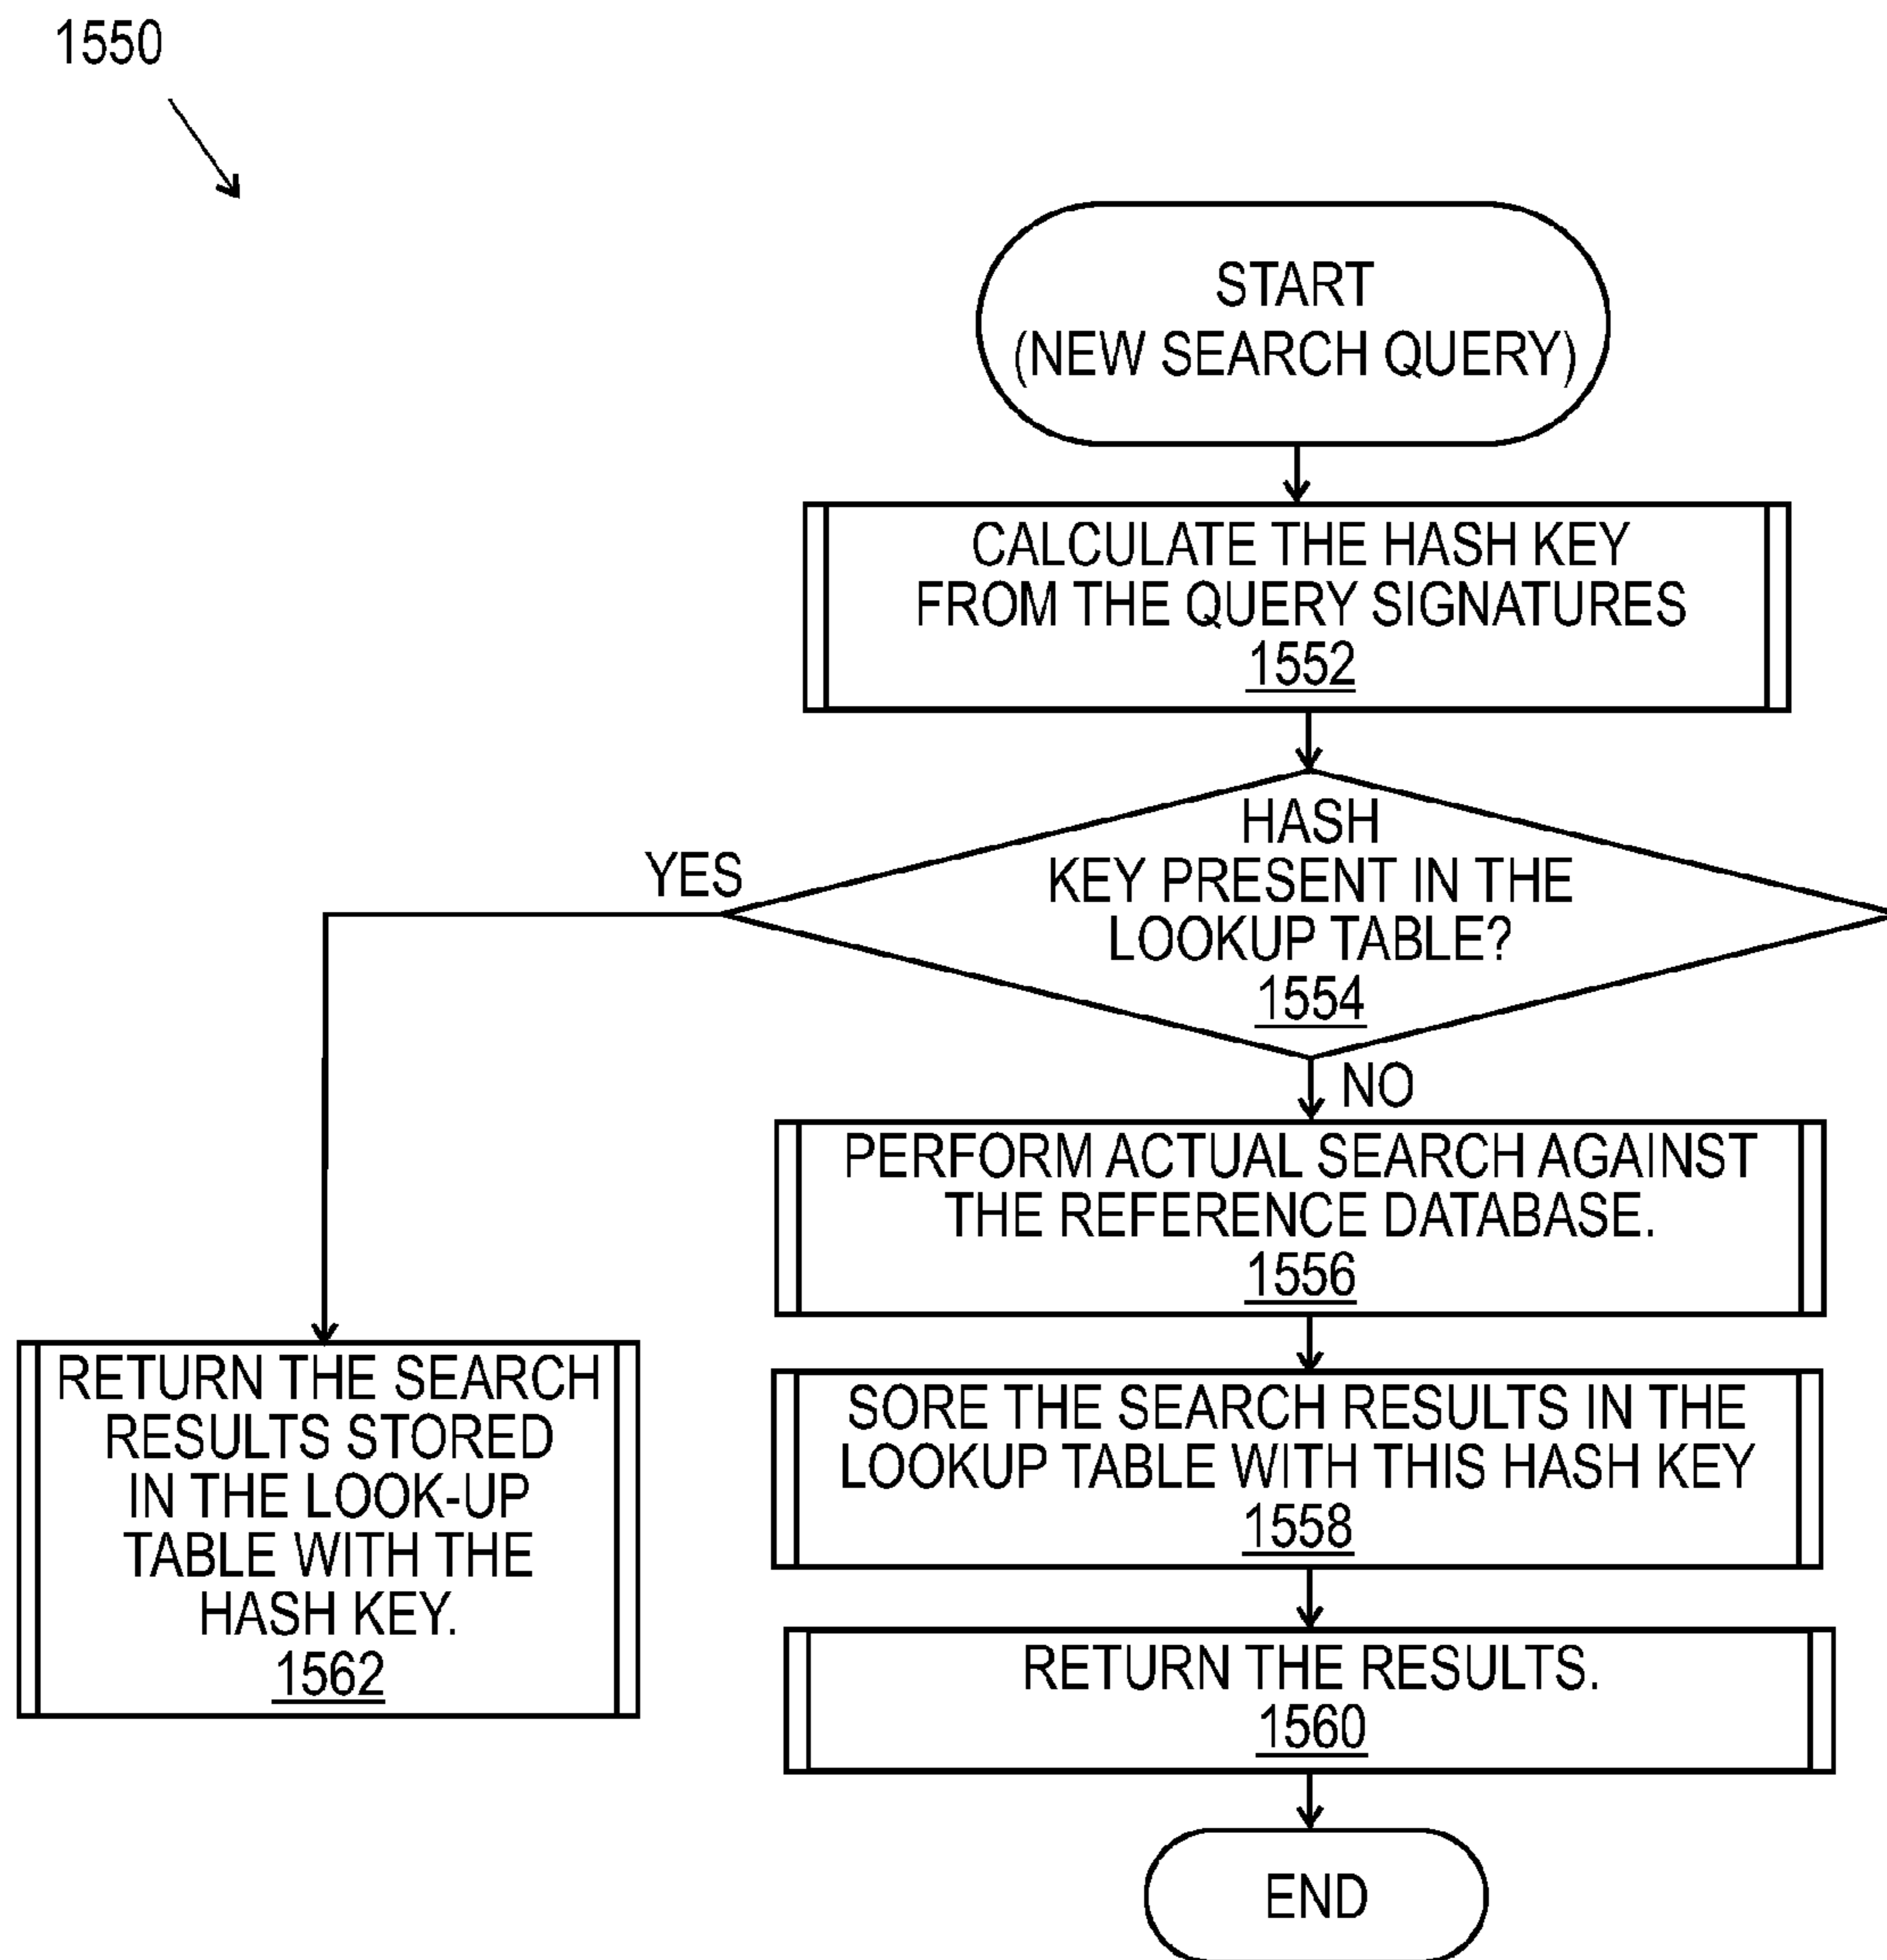 1550
START
(NEW SEARCH QUERY)
CALCULATE THE HASH KEY
FROM THE QUERY SIGNATURES
1552
HASH
KEY PRESENT IN THE
LOOKUP TABLE?
1554
YES
NO
PERFORM ACTUAL SEARCH AGAINST
THE REFERENCE DATABASE.
1556
SORE THE SEARCH RESULTS IN THE
LOOKUP TABLE WITH THIS HASH KEY
1558
RETURN THE RESULTS.
1560
END
RETURN THE SEARCH
RESULTS STORED
IN THE LOOK-UP
TABLE WITH THE
HASH KEY.
1562